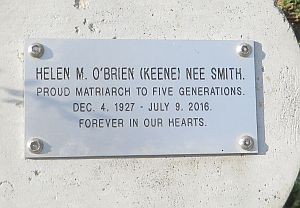 HELEN M. O'BRIEN (KEENE) NEE SMITH.
PROUD MATRIARCH TO FIVE GENERATIONS.
DEC. 4, 1927 - JULY 9, 2016.
FOREVER IN OUR HEARTS.